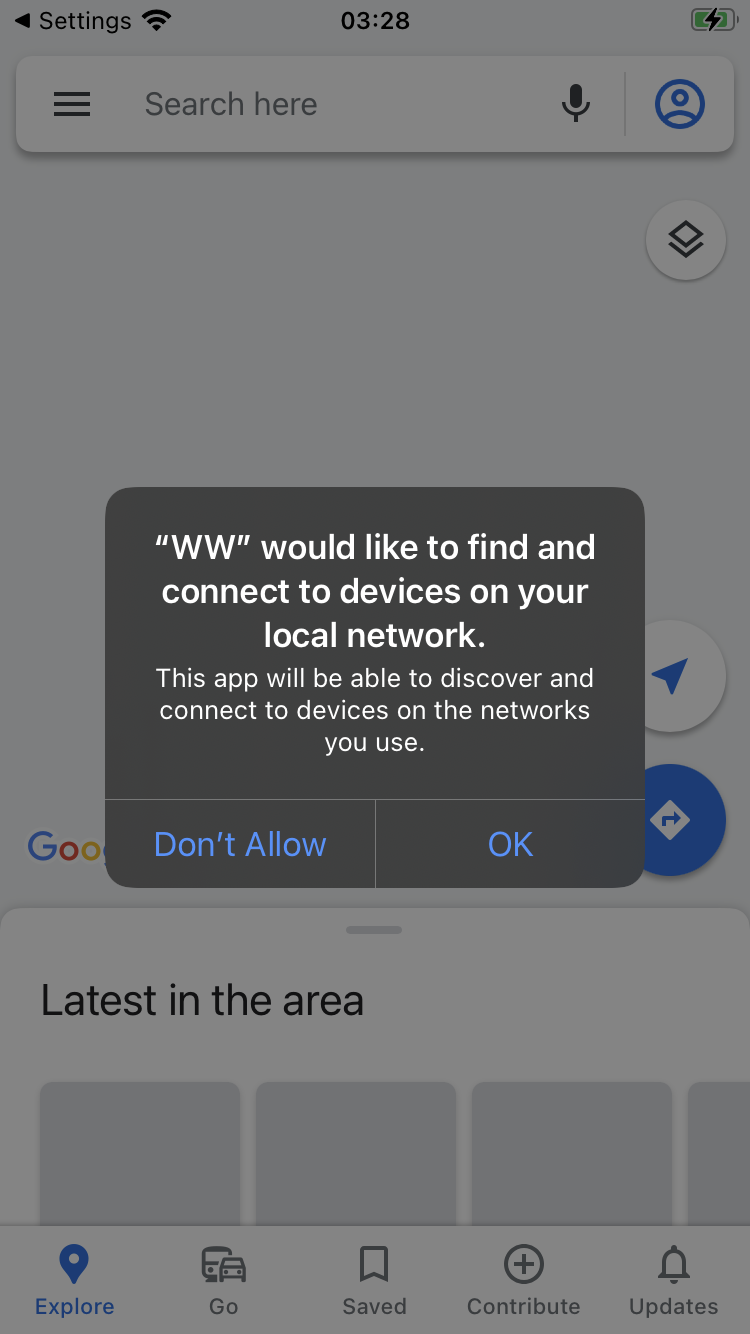 Settings
03:28
Search here
“WW” would like to find and
connect to devices on your
local network.
This app will be able to discover and
connect to devices on the networks
you use.
Don’t Allow
OK
Goo
Latest in the area
Explore
Go
Saved
Contribute
Updates